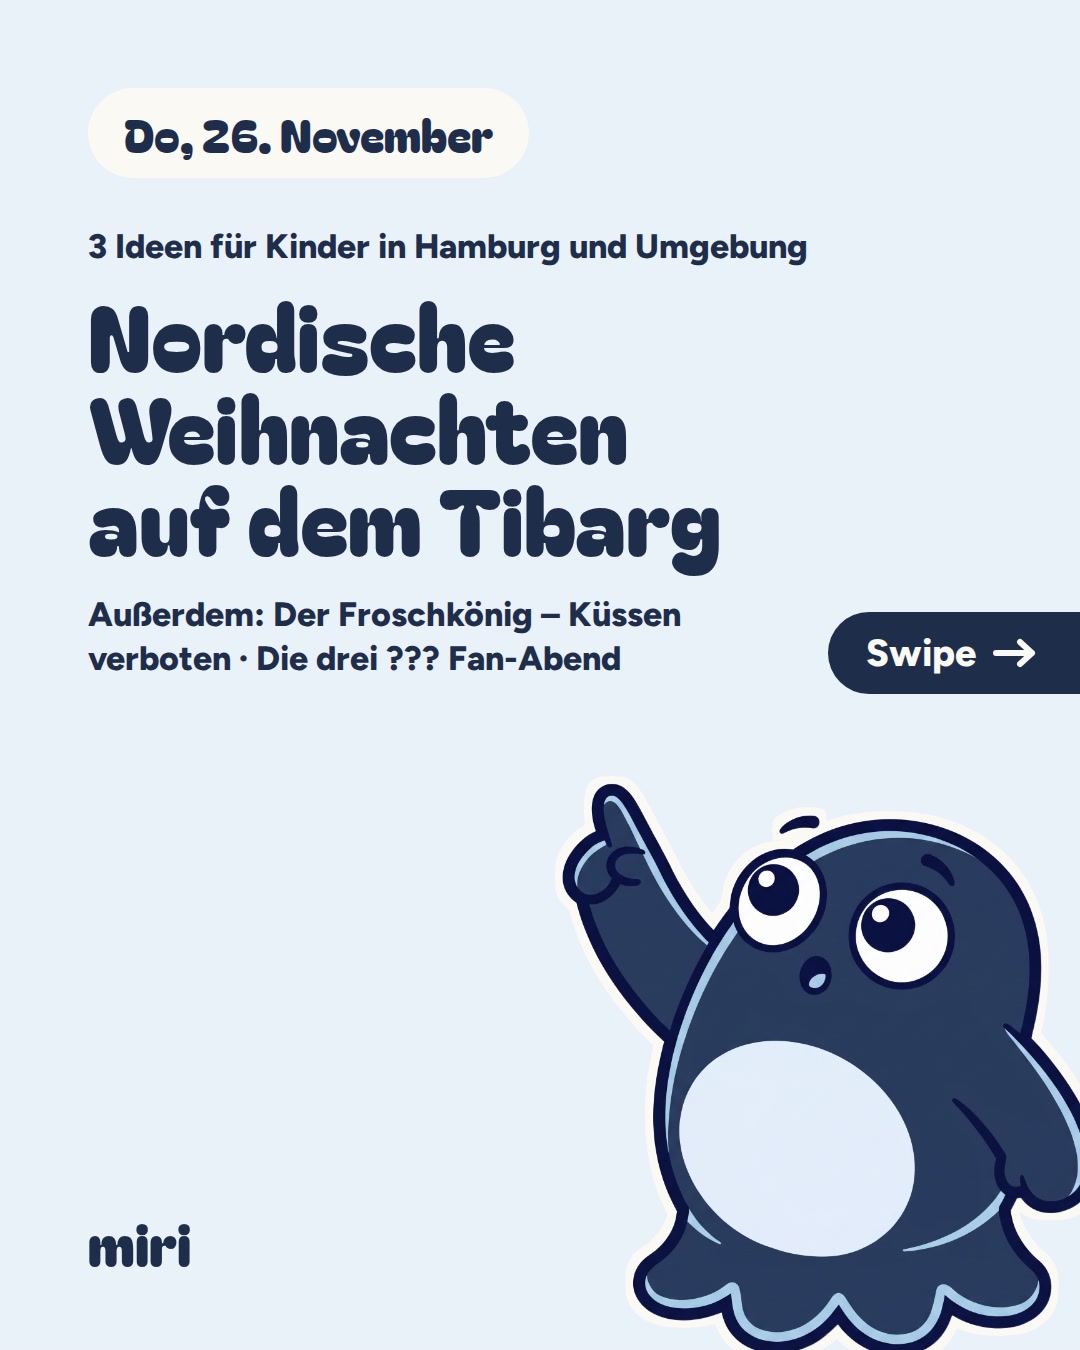 Do, 26. November
3 Ideen für Kinder in Hamburg und Umgebung
Nordische
Weihnachten
auf dem Tibarg
Außerdem: Der Froschkönig – Küssen
verboten · Die drei ??? Fan-Abend
Swipe →
miri